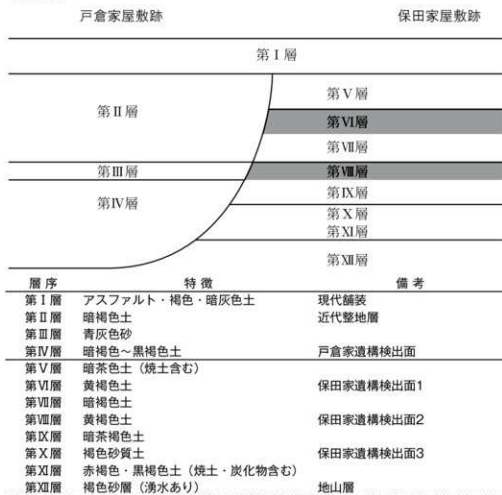 戸倉家屋敷跡 保田家屋敷跡
第Ⅰ層
第Ⅱ層
第Ⅲ層
第Ⅳ層
第Ⅴ層
第Ⅵ層
第Ⅶ層
第Ⅷ層
第Ⅸ層
第Ⅹ層
第Ⅺ層
第Ⅻ層
層序 特徴 備考
第Ⅰ層 アスファルト・褐色・暗灰色土 現代舗装
第Ⅱ層 暗褐色土 近代整地層
第Ⅲ層 青灰色砂
第Ⅳ層 暗褐色～黒褐色土 戸倉家遺構検出面
第Ⅴ層 暗茶色土（焼土含む）
第Ⅵ層 黄褐色土 保田家遺構検出面1
第Ⅶ層 暗褐色土
第Ⅷ層 黄褐色土 保田家遺構検出面2
第Ⅸ層 暗茶褐色土
第Ⅹ層 褐色砂質土 保田家遺構検出面3
第Ⅺ層 赤褐色・黒褐色土（焼土・炭化物含む）
第Ⅻ層 褐色砂層（湧水あり） 地山層